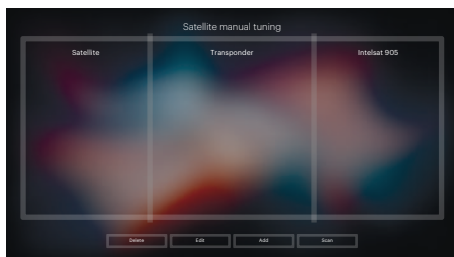 Satellite manual tuning
Satellite
Transponder
Intelsat 905
Delete
Edit
Add
Scan